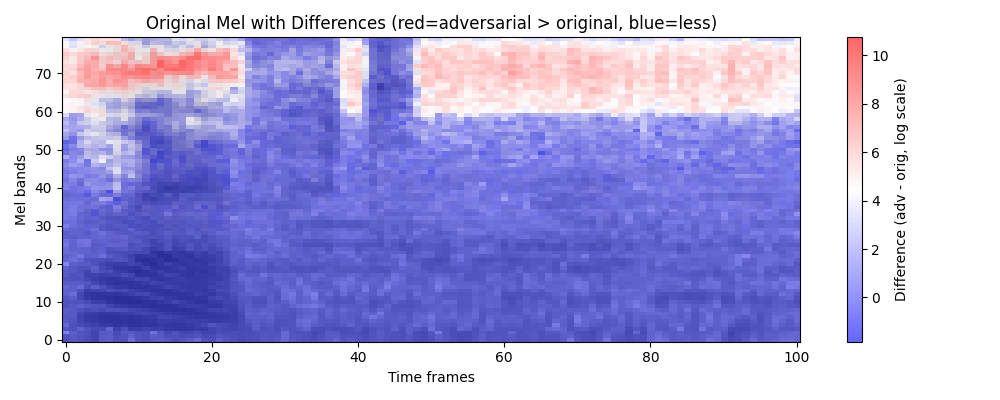 Original Mel with Differences (red=adversarial > original, blue=less)
Mel bands
70
60
50
40
30
20
10
0
0 20 40 60 80 100
Time frames
10
8
6
4
2
0
Difference (adv - orig, log scale)